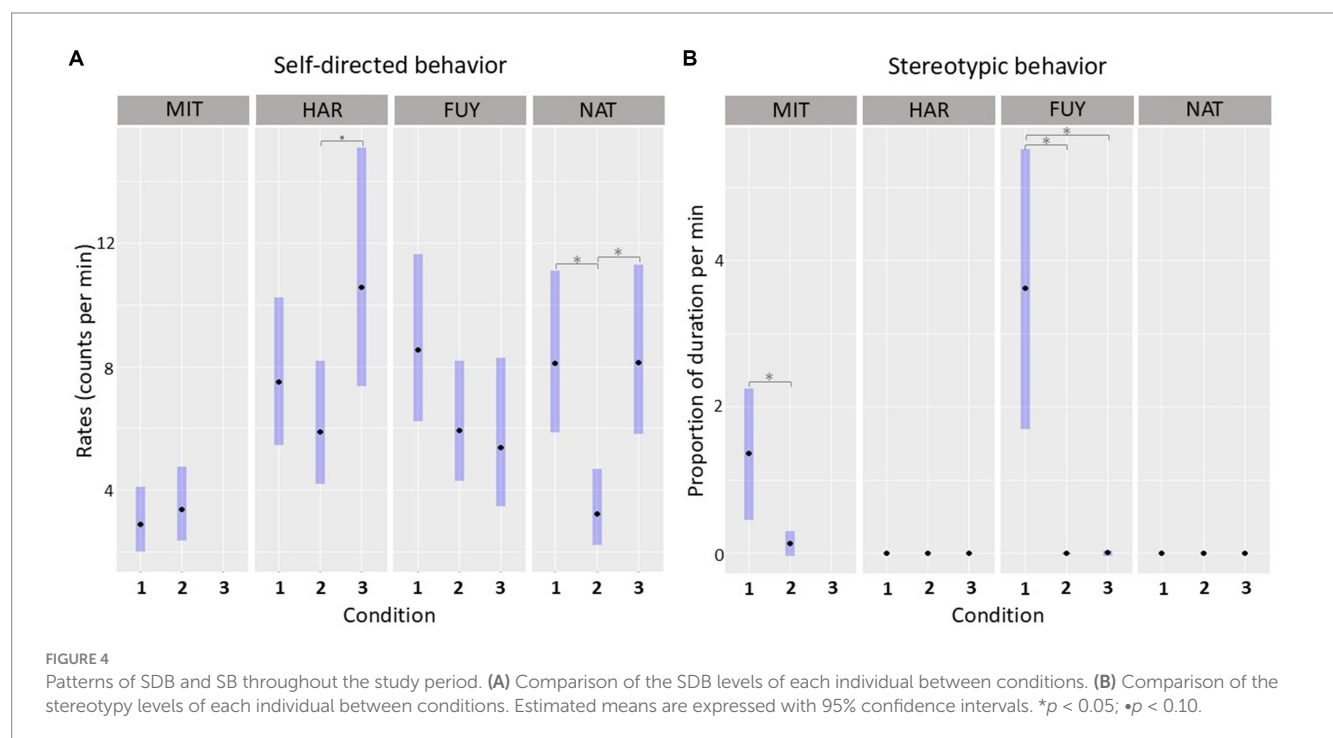 A
Self-directed behavior
MIT HAR FUY NAT
Rates (counts per min)
12
8
4
* * *
1 2 3 1 2 3 1 2 3 1 2 3
Condition
B
Stereotypic behavior
MIT HAR FUY NAT
Proportion of duration per min
4
2
0
* * *
1 2 3 1 2 3 1 2 3 1 2 3
Condition
FIGURE 4
Patterns of SDB and SB throughout the study period. (A) Comparison of the SDB levels of each individual between conditions. (B) Comparison of the
stereotypy levels of each individual between conditions. Estimated means are expressed with 95% confidence intervals. *p < 0.05; •p < 0.10.